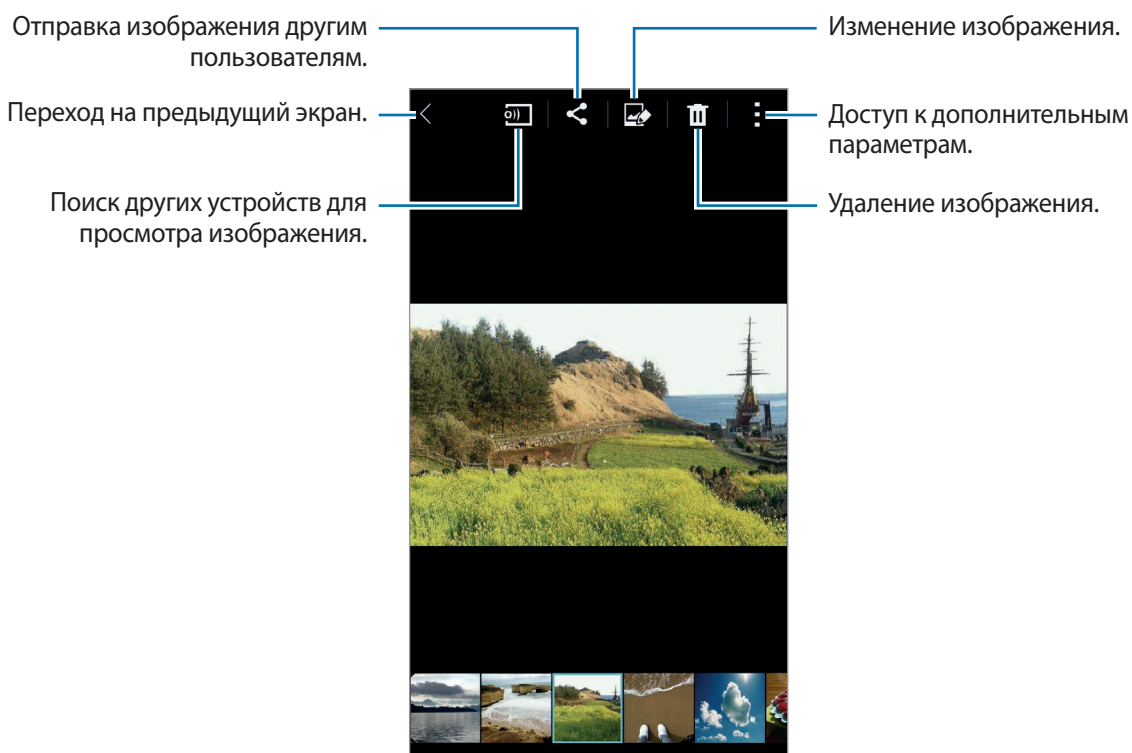 Отправка изображения другим
пользователям.
Переход на предыдущий экран.
Поиск других устройств для
просмотра изображения.
Изменение изображения.
Доступ к дополнительным
параметрам.
Удаление изображения.